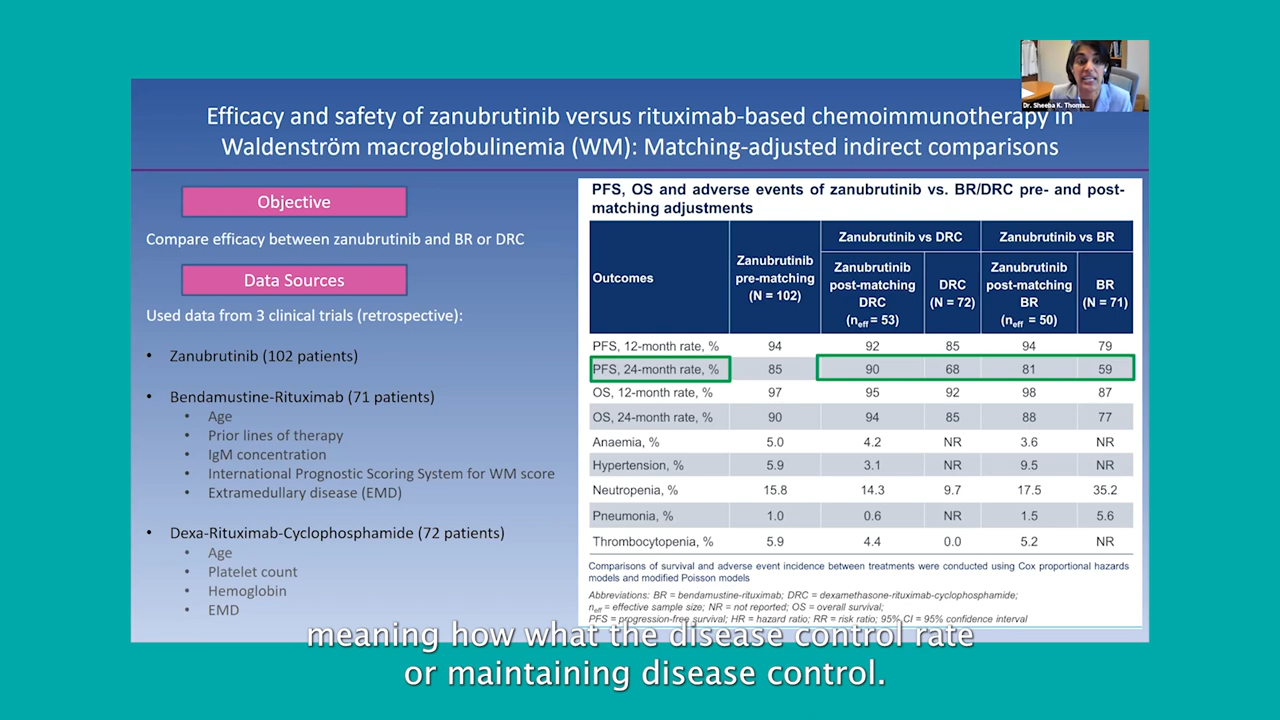 Dr. Sheeba K. Thoma...
Efficacy and safety of zanubrutinib versus rituximab-based chemoimmunotherapy in
Waldenström macroglobulinemia (WM): Matching-adjusted indirect comparisons
Objective
Compare efficacy between zanubrutinib and BR or DRC
Data Sources
Used data from 3 clinical trials (retrospective):
• Zanubrutinib (102 patients)
• Bendamustine-Rituximab (71 patients)
• Age
• Prior lines of therapy
• IgM concentration
• International Prognostic Scoring System for WM score
• Extramedullary disease (EMD)
• Dexa-Rituximab-Cyclophosphamide (72 patients)
• Age
• Platelet count
• Hemoglobin
• EMD
PFS, OS and adverse events of zanubrutinib vs. BR/DRC pre- and post-
matching adjustments
Outcomes
Zanubrutinib
pre-matching
(N = 102)
Zanubrutinib vs DRC
Zanubrutinib vs BR
Zanubrutinib
post-matching
DRC
(neff = 53)
DRC
(N = 72)
Zanubrutinib
post-matching
BR
(neff = 50)
BR
(N = 71)
PFS, 12-month rate, % 94 92 85 94 79
PFS, 24-month rate, % 85 90 68 81 59
OS, 12-month rate, % 97 95 92 98 87
OS, 24-month rate, % 90 94 85 88 77
Anaemia, % 5.0 4.2 NR 3.6 NR
Hypertension, % 5.9 3.1 NR 9.5 NR
Neutropenia, % 15.8 14.3 9.7 17.5 35.2
Pneumonia, % 1.0 0.6 NR 1.5 5.6
Thrombocytopenia, % 5.9 4.4 0.0 5.2 NR
Comparisons of survival and adverse event incidence between treatments were conducted using Cox proportional hazards
models and modified Poisson models
Abbreviations: BR = bendamustine-rituximab; DRC = dexamethasone-rituximab-cyclophosphamide;
neff = effective sample size; NR = not reported; OS = overall survival;
PFS = progression-free survival; HR = hazard ratio; RR = risk ratio; 95% CI = 95% confidence interval
meaning how what the disease control rate
or maintaining disease control.